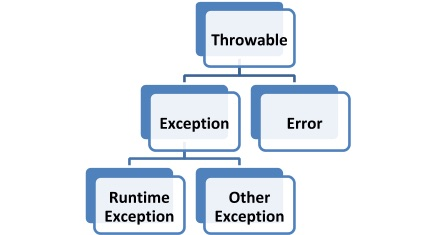 Throwable
Exception
Error
Runtime
Exception
Other
Exception